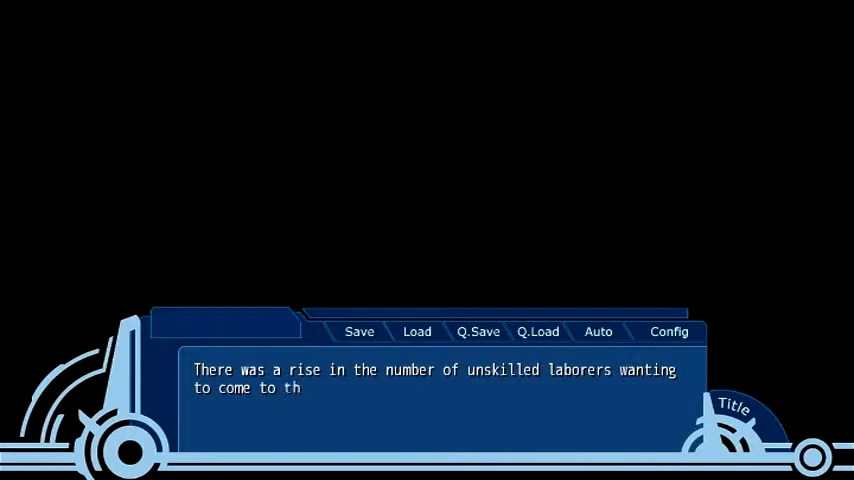 Save Load Q.Save Q.Load Auto Config
There was a rise in the number of unskilled laborers wanting
to come to th
Title